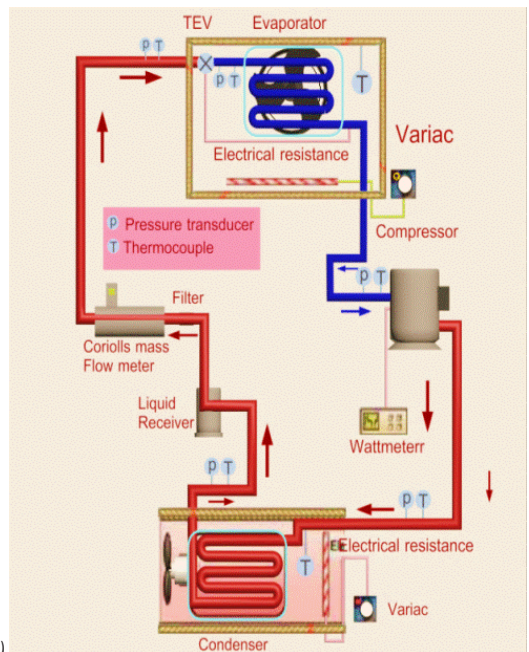 TEV Evaporator
P T
P T
T
Variac
Electrical resistance
Compressor
p Pressure transducer
T Thermocouple
P T
Filter
Coriolls mass
Flow meter
Liquid
Receiver
Wattmeterr
P T
P T
Electrical resistance
T
Variac
Condenser
)